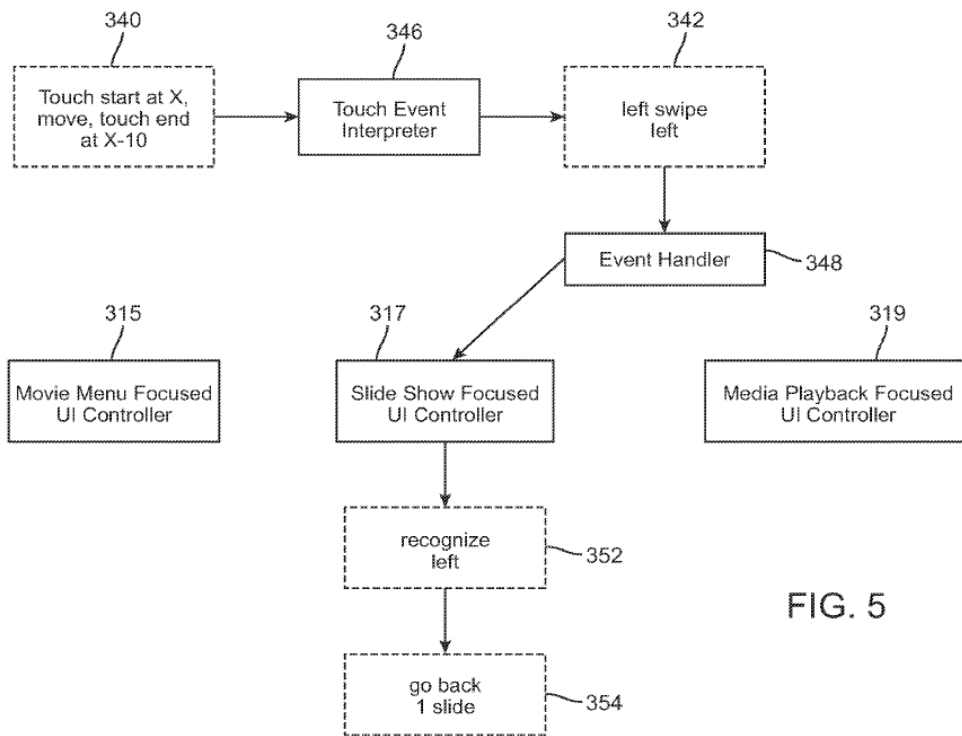 340
346
342
Touch start at X,
move, touch end
at X-10
Touch Event
Interpreter
left swipe
left
Event Handler
348
315
317
319
Movie Menu Focused
UI Controller
Slide Show Focused
UI Controller
Media Playback Focused
UI Controller
recognize
left
352
FIG. 5
go back
1 slide
354